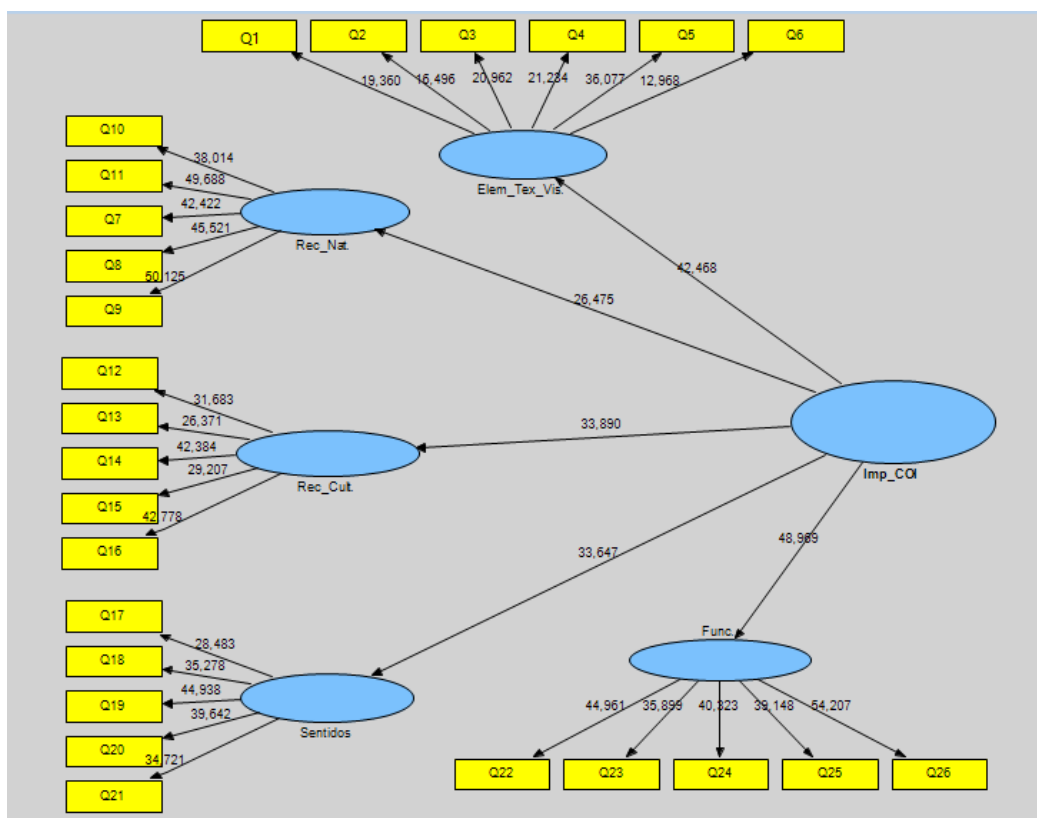 Q1 Q2 Q3 Q4 Q5 Q6
19,360 16,496 20,962 21,234 36,077 12,968
Elem_Tex_Vis.
Q10
38,014
Q11
49,688
Q7
42,422
Q8
45,521
Q9
50,125
Rec_Nat.
42,468
26,475
Q12
31,683
Q13
26,371
Q14
42,384
Q15
29,207
Q16
42,778
Rec_Cult.
33,890
Imp_COI
33,647
48,969
Q17
28,483
Q18
35,278
Q19
44,938
Q20
39,642
Q21
34,721
Sentidos
Func.
44,961 35,899 40,323 39,148 54,207
Q22 Q23 Q24 Q25 Q26